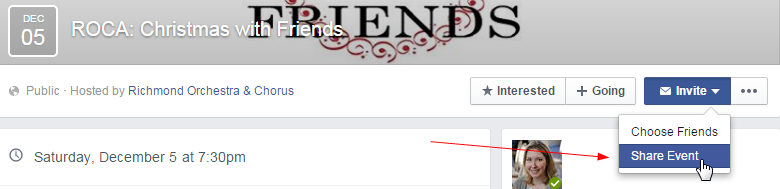 FRIENDS
DEC
05
ROCA: Christmas with Friends
Public · Hosted by Richmond Orchestra & Chorus
Interested
Going
Invite
Choose Friends
Share Event
Saturday, December 5 at 7:30pm